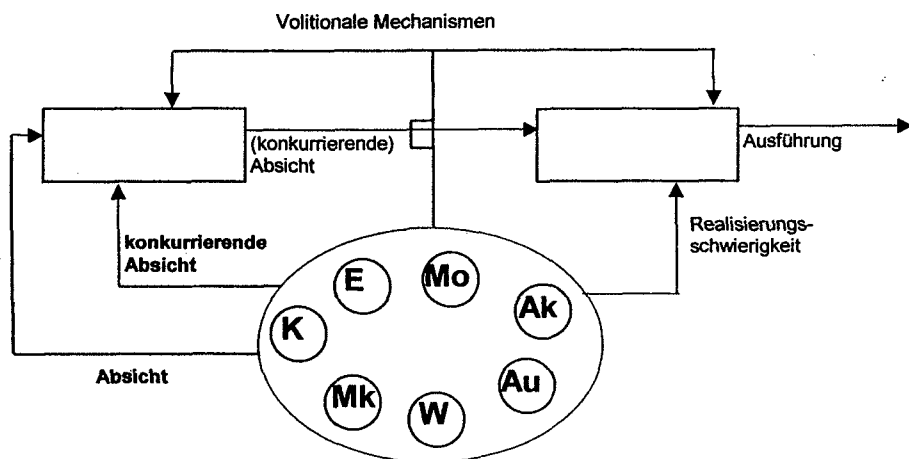 Volitionale Mechanismen
(konkurrierende)
Absicht
Ausführung
konkurrierende
Absicht
Realisierungs-
schwierigkeit
E
Mo
Ak
K
Absicht
Mk
W
Au